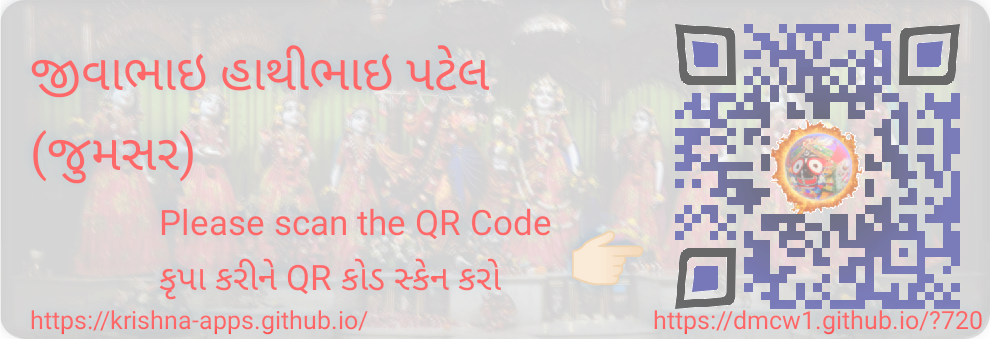 જીવાભાઇ હાથીભાઇ પટેલ
(જુમસર)
Please scan the QR Code
કૃપા કરીને QR કોડ સ્કેન કરો
https://krishna-apps.github.io/
https://dmcw1.github.io/?720